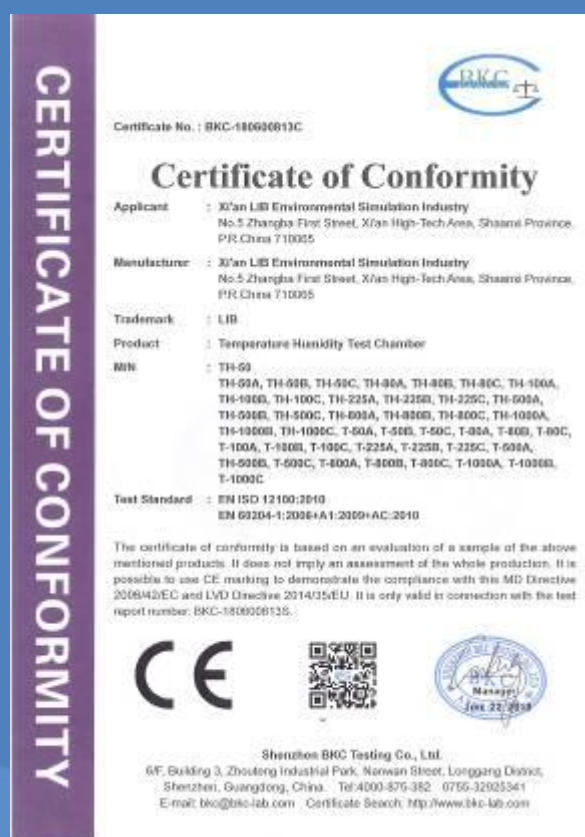 CERTIFICATE OF CONFORMITY
BKC
Certificate No. : BKC-180600813C
Certificate of Conformity
Applicant : Xi'an LIB Environmental Simulation Industry
No.5 Zhangba First Street, Xi'an High-Tech Area, Shaanxi Province,
P.R.China 710065
Manufacturer : Xi'an LIB Environmental Simulation Industry
No.5 Zhangba First Street, Xi'an High-Tech Area, Shaanxi Province,
P.R.China 710065
Trademark : LIB
Product : Temperature Humidity Test Chamber
M/N : TH-50
TH-50A, TH-50B, TH-50C, TH-80A, TH-80B, TH-80C, TH-100A,
TH-100B, TH-100C, TH-225A, TH-225B, TH-225C, TH-500A,
TH-500B, TH-500C, TH-800A, TH-800B, TH-800C, TH-1000A,
TH-1000B, TH-1000C, T-50A, T-50B, T-50C, T-80A, T-80B, T-80C,
T-100A, T-100B, T-100C, T-225A, T-225B, T-225C, T-500A,
TH-500B, T-500C, T-800A, T-800B, T-800C, T-1000A, T-1000B,
T-1000C
Test Standard : EN ISO 12100:2010
EN 60204-1:2006+A1:2009+AC:2010
The certificate of conformity is based on an evaluation of a sample of the above
mentioned products. It does not imply an assessment of the whole production. It is
possible to use CE marking to demonstrate the compliance with this MD Directive
2006/42/EC and LVD Directive 2014/35/EU. It is only valid in connection with the test
report number: BKC-180600813S.
CE
BKC
Manager
June 22, 2018
Shenzhen BKC Testing Co., Ltd.
6/F, Building 3, Zhoutong Industrial Park, Nanwan Street, Longgang District,
Shenzhen, Guangdong, China. Tel:4000-875-382 0755-32925341
E-mail: bkc@bkc-lab.com Certificate Search: http://www.bkc-lab.com